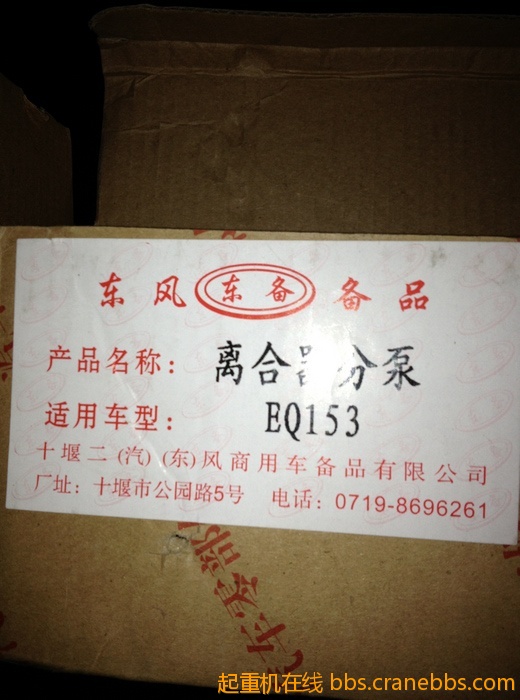 东风 东备 备品
产品名称：离合器分泵
适用车型：EQ153
十堰二(汽)(东)风商用车备品有限公司
厂址：十堰市公园路5号 电话：0719-8696261
起重机在线 bbs.cranebbs.com